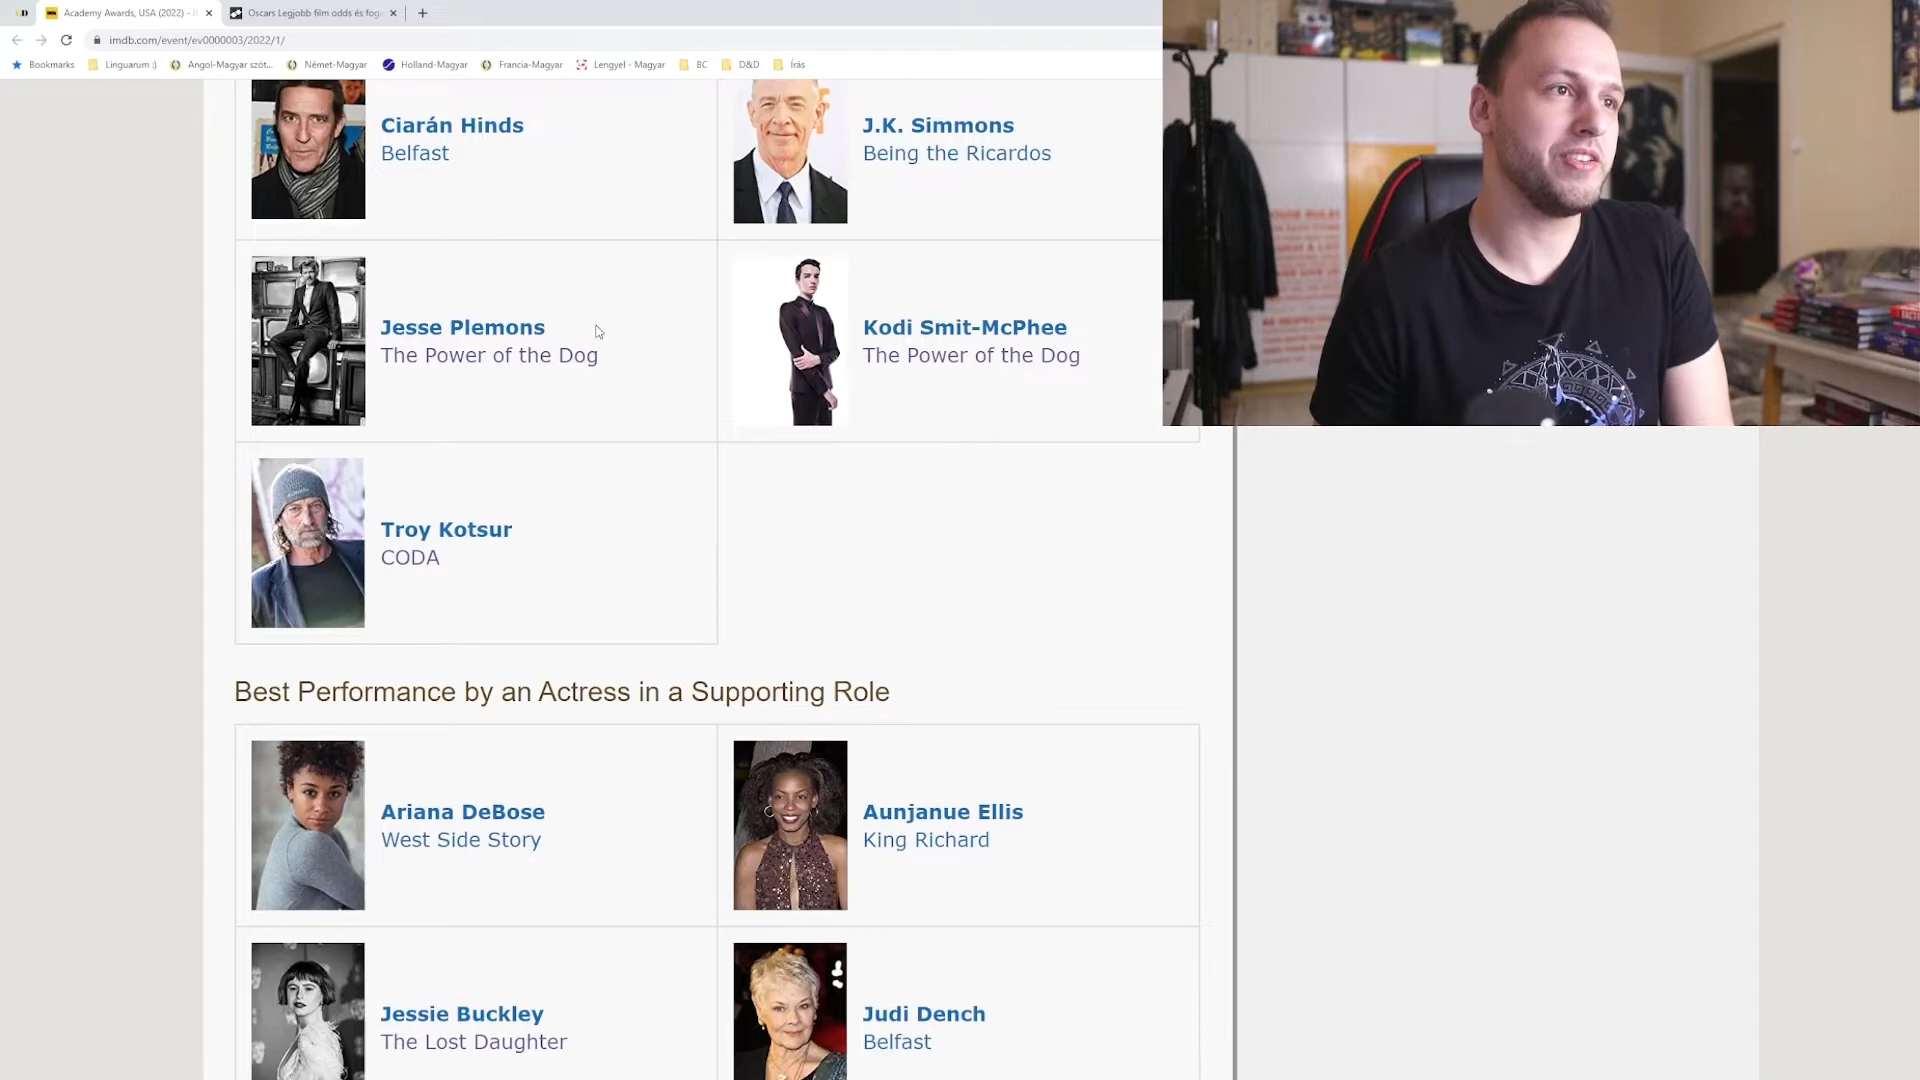 Academy Awards, USA (2022) - I
Oscars Legjobb film odds és foga
imdb.com/event/ev0000003/2022/1/
Bookmarks
Linguarum :)
Angol-Magyar szót...
Német-Magyar
Holland-Magyar
Francia-Magyar
Lengyel - Magyar
BC
D&D
Írás
Ciarán Hinds
Belfast
J.K. Simmons
Being the Ricardos
Jesse Plemons
The Power of the Dog
Kodi Smit-McPhee
The Power of the Dog
Troy Kotsur
CODA
Best Performance by an Actress in a Supporting Role
Ariana DeBose
West Side Story
Aunjanue Ellis
King Richard
Jessie Buckley
The Lost Daughter
Judi Dench
Belfast